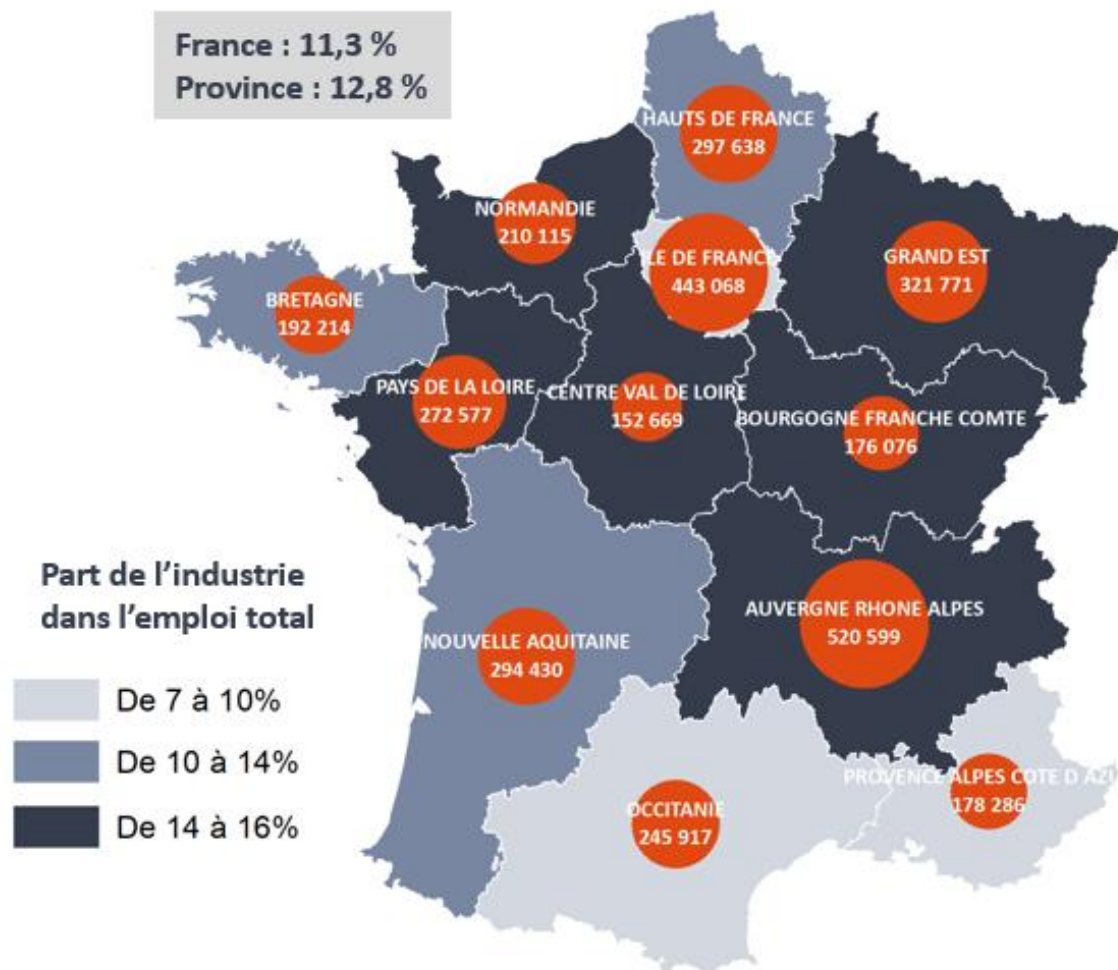 France : 11,3 %
Province : 12,8 %
HAUTS DE FRANCE
297 638
NORMANDIE
210 115
ILE DE FRANCE
443 068
GRAND EST
321 771
BRETAGNE
192 214
PAYS DE LA LOIRE
272 577
CENTRE VAL DE LOIRE
152 669
BOURGOGNE FRANCHE COMTE
176 076
AUVERGNE RHONE ALPES
520 599
NOUVELLE AQUITAINE
294 430
PROVENCE ALPES COTE D AZU
178 286
OCCITANIE
245 917
Part de l’industrie
dans l’emploi total
De 7 à 10%
De 10 à 14%
De 14 à 16%